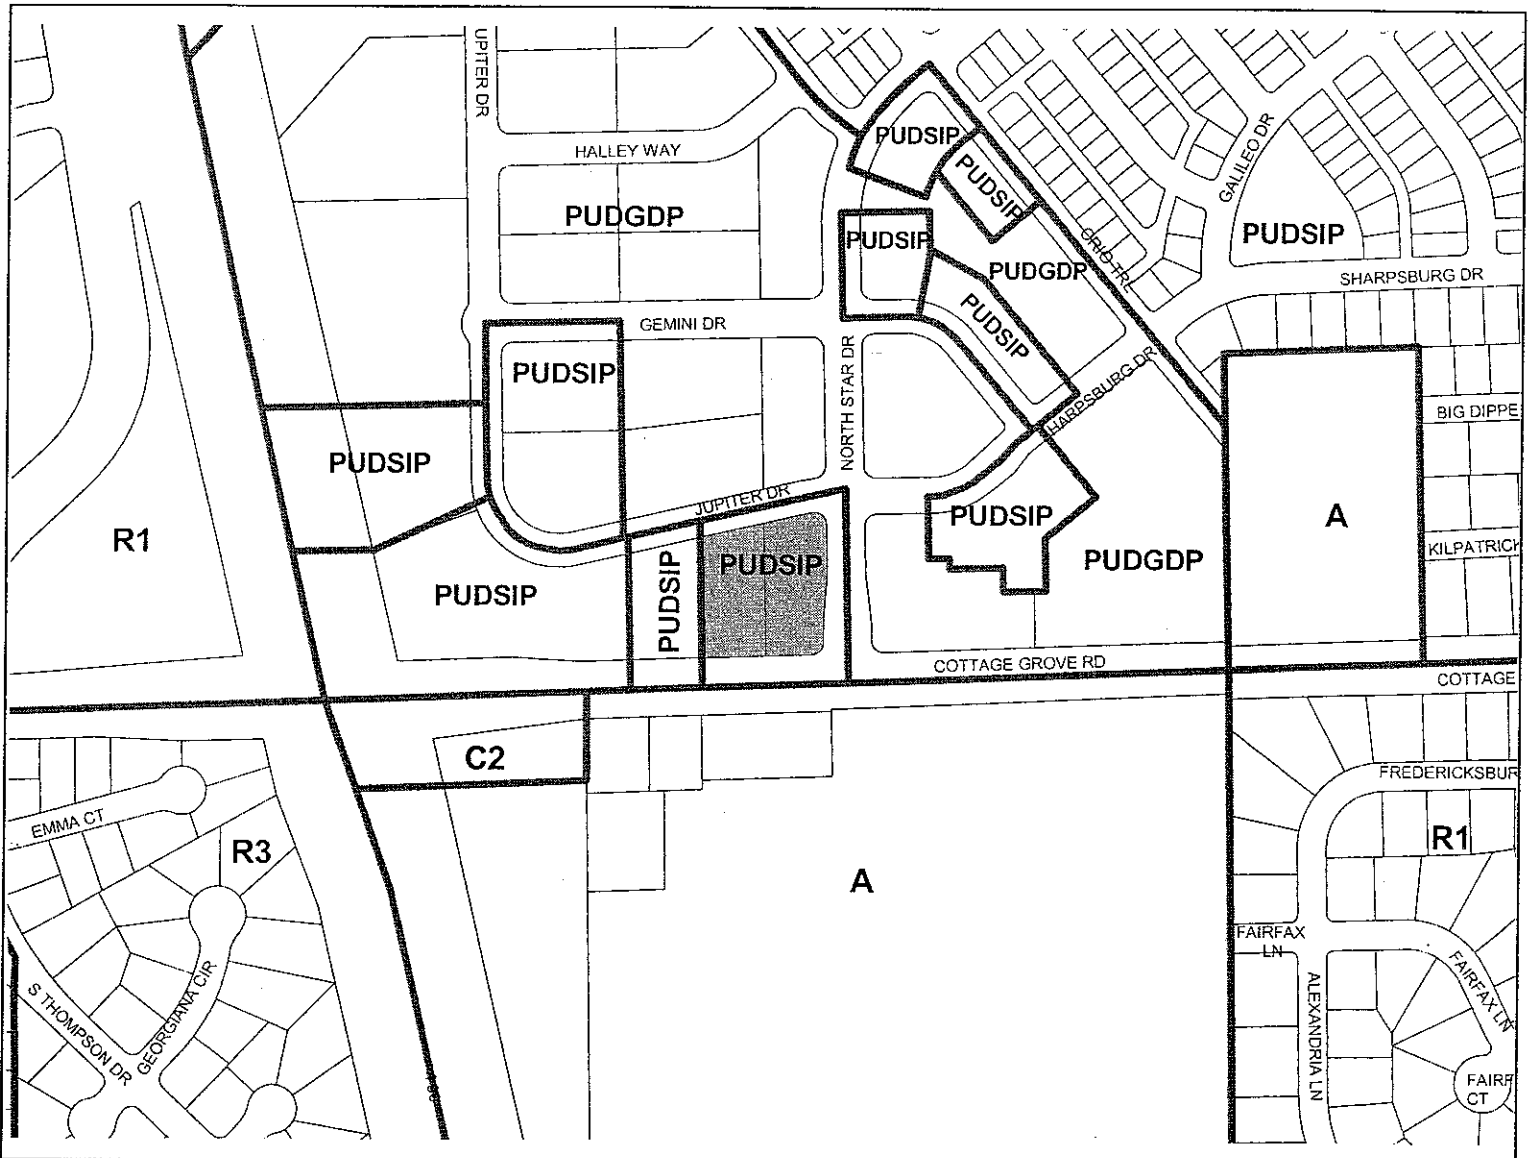 UPITER DR
HALLEY WAY
PUDGDP
PUDSIP
PUDSIP
PUDSIP
PUDGDP
PUDSIP
ORIO TRL
GALILEO DR
PUDSIP
SHARPSBURG DR
GEMINI DR
NORTH STAR DR
HARPSBURG DR
PUDSIP
PUDSIP
BIG DIPPE
R1
JUPITER DR
PUDSIP
A
KILPATRICK
PUDSIP
PUDSIP
PUDSIP
PUDGDP
COTTAGE GROVE RD
COTTAGE
C2
FREDERICKSBUR
EMMA CT
R3
R1
A
FAIRFAX
LN
FAIRFAX LN
ALEXANDRIA LN
S THOMPSON DR
GEORGIANA CIR
FAIRF
CT